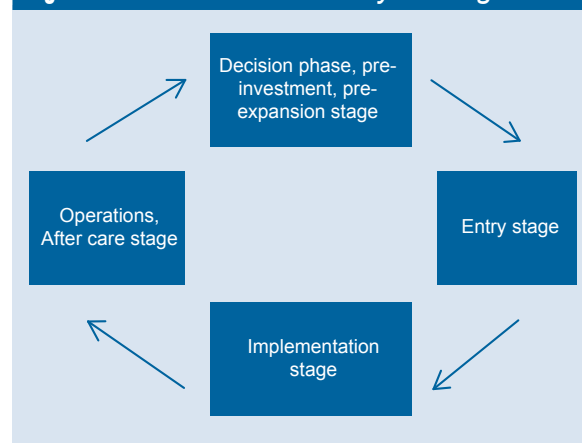 Decision phase, pre-
investment, pre-
expansion stage
Operations,
After care stage
Entry stage
Implementation
stage